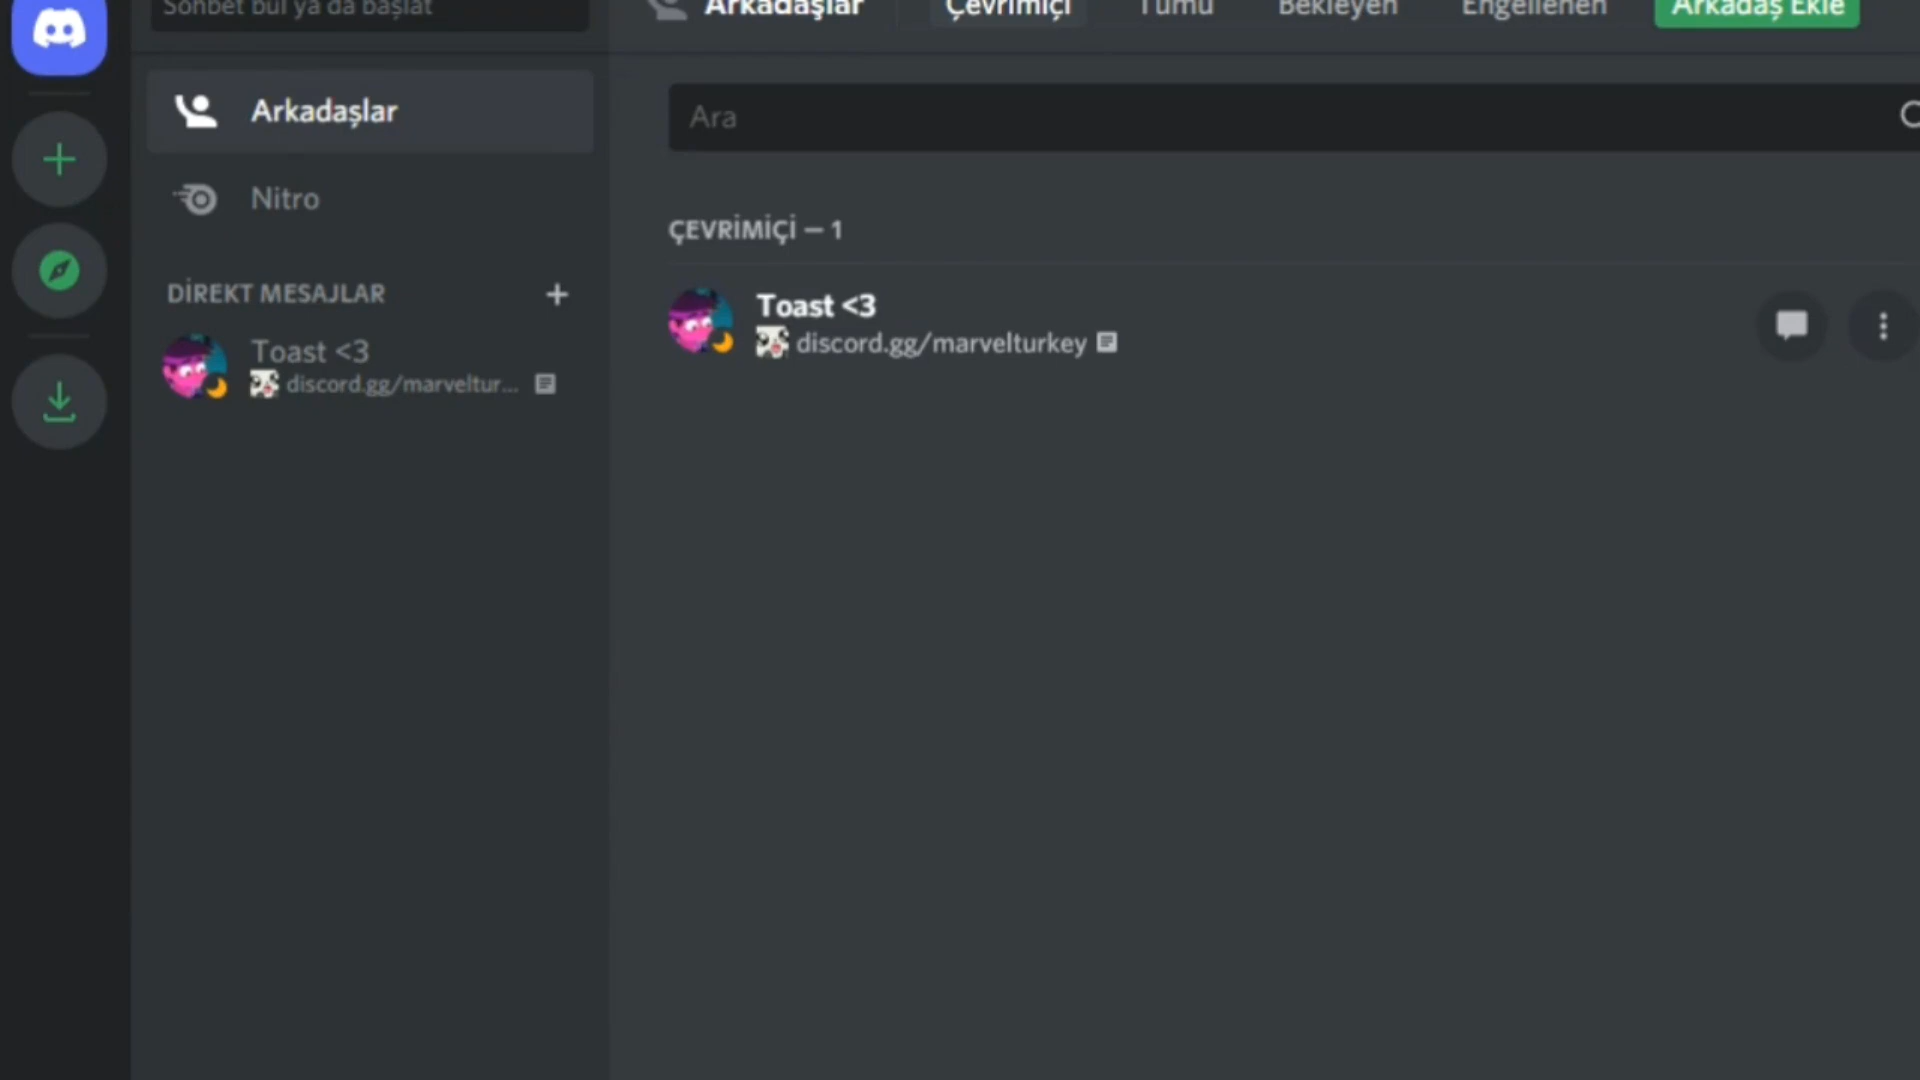 Sohbet bul ya da başlat
Arkadaşlar
Çevrimiçi
Tümü
Bekleyen
Engellenen
Arkadaş Ekle
Arkadaşlar
Nitro
DİREKT MESAJLAR
Toast <3
discord.gg/marveltur...
Ara
ÇEVRİMİÇİ — 1
Toast <3
discord.gg/marvelturkey